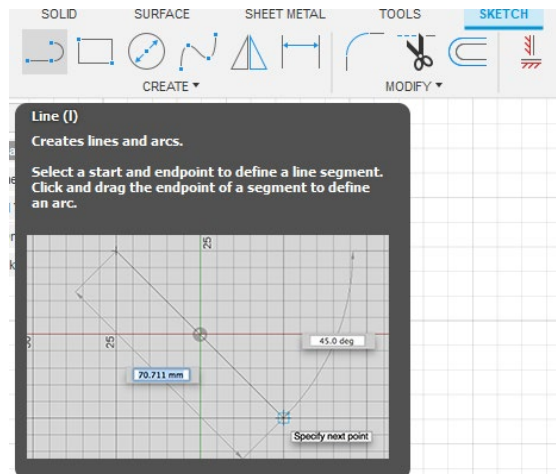 SOLID SURFACE SHEET METAL TOOLS SKETCH
CREATE ▼ MODIFY ▼
Line (l)
Creates lines and arcs.
Select a start and endpoint to define a line segment.
Click and drag the endpoint of a segment to define
an arc.
25
45.0 deg
25
70.711 mm
Specify next point